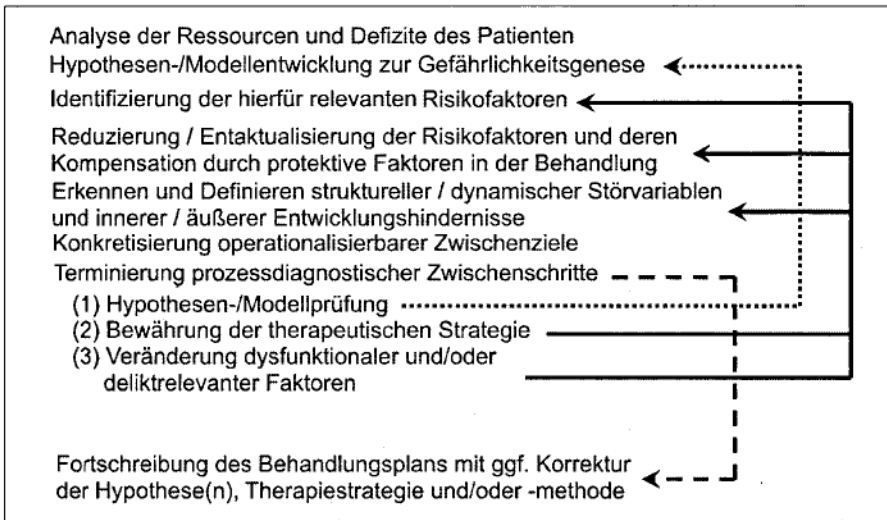 Analyse der Ressourcen und Defizite des Patienten
Hypothesen-/Modellentwicklung zur Gefährlichkeitsgenese
Identifizierung der hierfür relevanten Risikofaktoren
Reduzierung / Entaktualisierung der Risikofaktoren und deren
Kompensation durch protektive Faktoren in der Behandlung
Erkennen und Definieren struktureller / dynamischer Störvariablen
und innerer / äußerer Entwicklungshindernisse
Konkretisierung operationalisierbarer Zwischenziele
Terminierung prozessdiagnostischer Zwischenschritte
(1) Hypothesen-/Modellprüfung
(2) Bewährung der therapeutischen Strategie
(3) Veränderung dysfunktionaler und/oder
deliktrelevanter Faktoren
Fortschreibung des Behandlungsplans mit ggf. Korrektur
der Hypothese(n), Therapiestrategie und/oder -methode